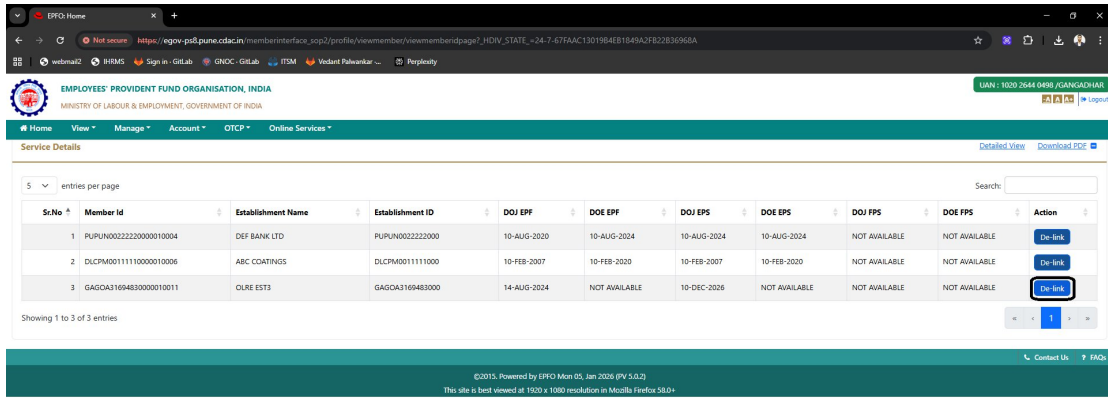 EPFO: Home
Not secure https://egov-ps8.pune.cdac.in/memberinterface_sop2/profile/viewmember/viewmemberidpage?_HDIV_STATE_=24-7-67FAAC13019B4EB1849A2FB22B36968A
webmail2 IHRMS Sign in · GitLab GNOC · GitLab ITSM Vedant Palwankar -... Perplexity
EMPLOYEES' PROVIDENT FUND ORGANISATION, INDIA
MINISTRY OF LABOUR & EMPLOYMENT, GOVERNMENT OF INDIA
UAN : 1020 2644 0498 /GANGADHAR
-A A A+ Logout
Home View Manage Account OTCP Online Services
Service Details Detailed View Download PDF
5 entries per page Search:
Sr.No Member Id Establishment Name Establishment ID DOJ EPF DOE EPF DOJ EPS DOE EPS DOJ FPS DOE FPS Action
1 PUPUN00222220000010004 DEF BANK LTD PUPUN0022222000 10-AUG-2020 10-AUG-2024 10-AUG-2024 10-AUG-2024 NOT AVAILABLE NOT AVAILABLE De-link
2 DLCPM00111110000010006 ABC COATINGS DLCPM0011111000 10-FEB-2007 10-FEB-2020 10-FEB-2007 10-FEB-2020 NOT AVAILABLE NOT AVAILABLE De-link
3 GAGOA31694830000010011 OLRE EST3 GAGOA3169483000 14-AUG-2024 NOT AVAILABLE 10-DEC-2026 NOT AVAILABLE NOT AVAILABLE NOT AVAILABLE De-link
Showing 1 to 3 of 3 entries « ‹ 1 › »
Contact Us ? FAQs
©2015. Powered by EPFO Mon 05, Jan 2026 (PV 5.0.2)
This site is best viewed at 1920 x 1080 resolution in Mozilla Firefox 58.0+